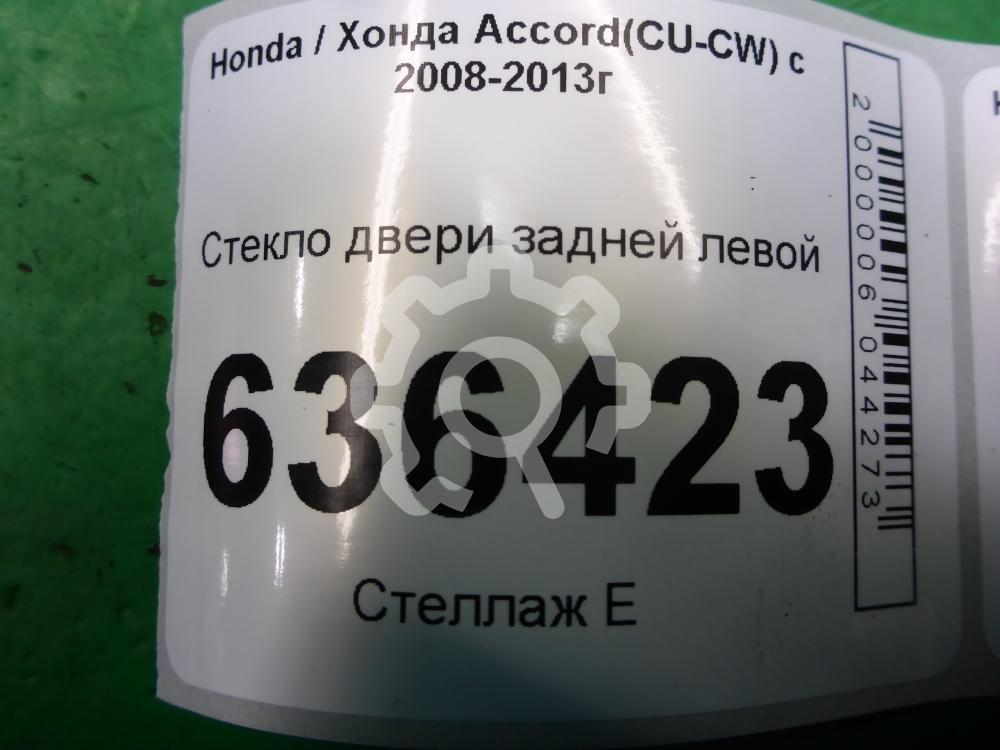 Honda / Хонда Accord(CU-CW) с
2008-2013г
Стекло двери задней левой
636423
Стеллаж Е
2000006044273